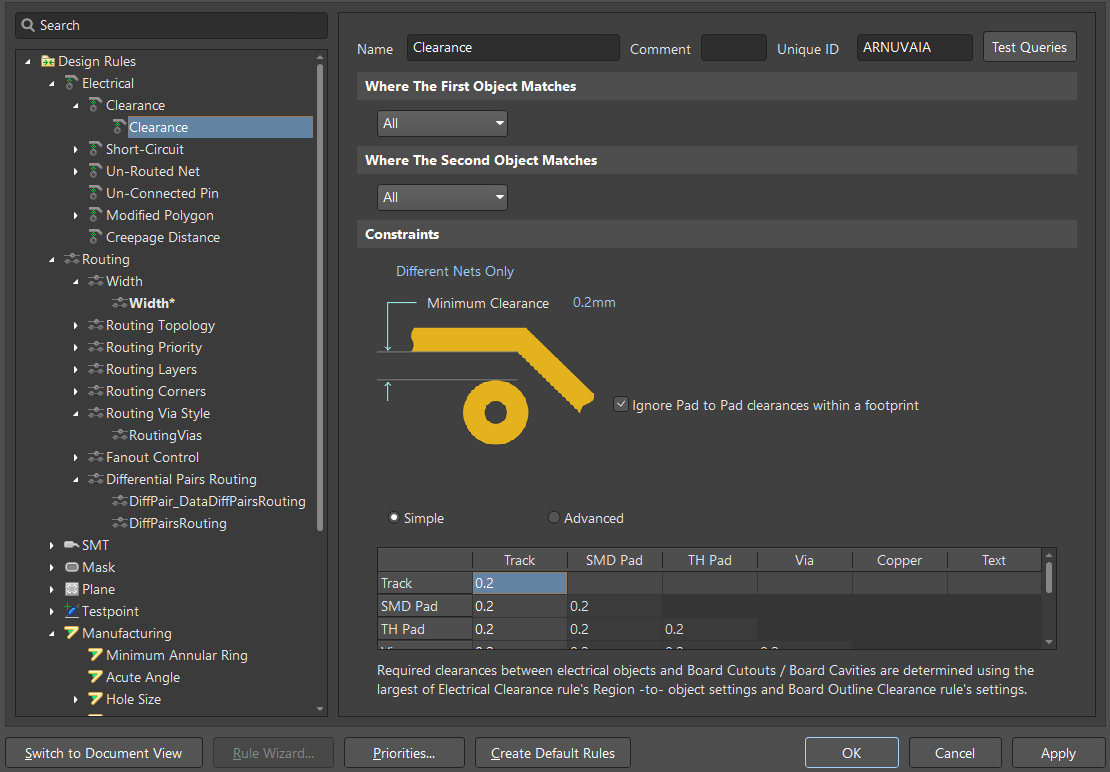 Search
Design Rules
Electrical
Clearance
Clearance
Short-Circuit
Un-Routed Net
Un-Connected Pin
Modified Polygon
Creepage Distance
Routing
Width
Width*
Routing Topology
Routing Priority
Routing Layers
Routing Corners
Routing Via Style
RoutingVias
Fanout Control
Differential Pairs Routing
DiffPair_DataDiffPairsRouting
DiffPairsRouting
SMT
Mask
Plane
Testpoint
Manufacturing
Minimum Annular Ring
Acute Angle
Hole Size
Name Clearance Comment Unique ID ARNUVAIA Test Queries
Where The First Object Matches
All
Where The Second Object Matches
All
Constraints
Different Nets Only
Minimum Clearance 0.2mm
Ignore Pad to Pad clearances within a footprint
Simple Advanced
Track SMD Pad TH Pad Via Copper Text
Track 0.2
SMD Pad 0.2 0.2
TH Pad 0.2 0.2 0.2
Required clearances between electrical objects and Board Cutouts / Board Cavities are determined using the
largest of Electrical Clearance rule's Region -to- object settings and Board Outline Clearance rule's settings.
Switch to Document View Rule Wizard... Priorities... Create Default Rules OK Cancel Apply